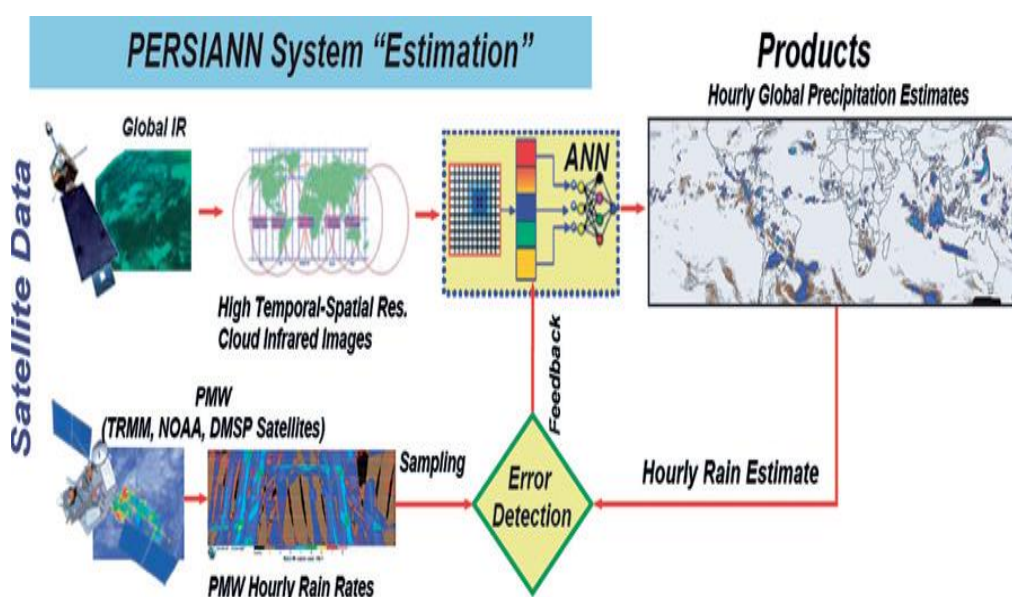 PERSIANN System “Estimation”
Products
Hourly Global Precipitation Estimates
Satellite Data
Global IR
ANN
High Temporal-Spatial Res.
Cloud Infrared Images
Feedback
PMW
(TRMM, NOAA, DMSP Satellites)
Sampling
Error
Detection
Hourly Rain Estimate
PMW Hourly Rain Rates